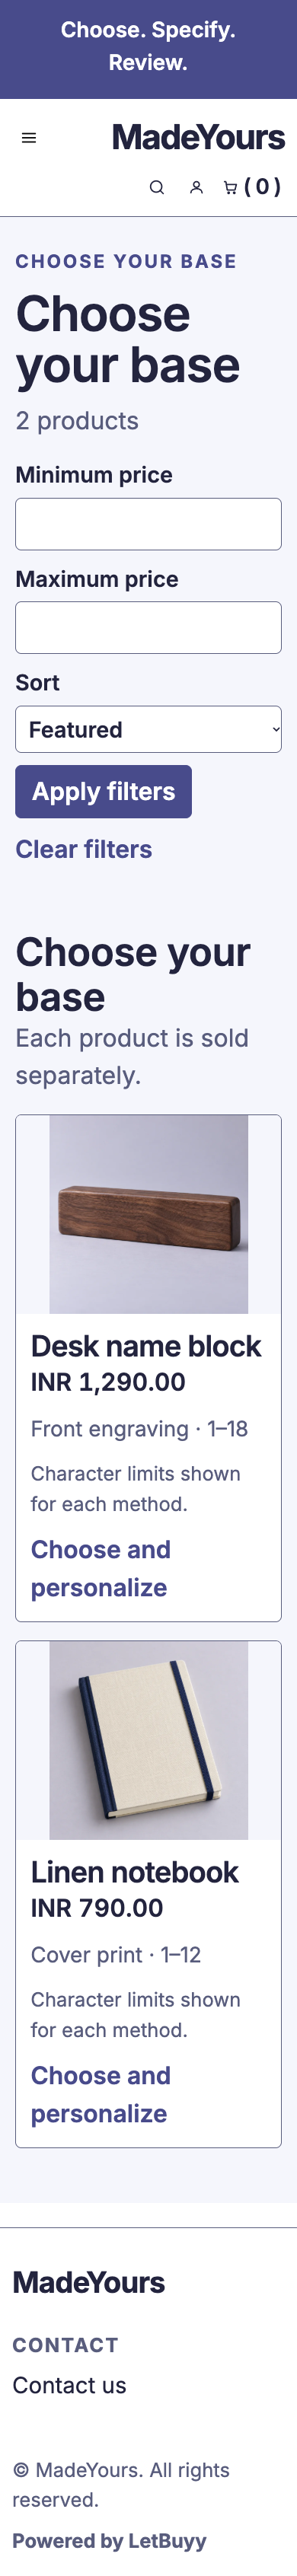 Choose. Specify.
Review.
MadeYours
( 0 )
CHOOSE YOUR BASE
Choose
your base
2 products
Minimum price
Maximum price
Sort
Featured
Apply filters
Clear filters
Choose your
base
Each product is sold
separately.
Desk name block
INR 1,290.00
Front engraving · 1–18
Character limits shown
for each method.
Choose and
personalize
Linen notebook
INR 790.00
Cover print · 1–12
Character limits shown
for each method.
Choose and
personalize
MadeYours
CONTACT
Contact us
© MadeYours. All rights
reserved.
Powered by LetBuyy